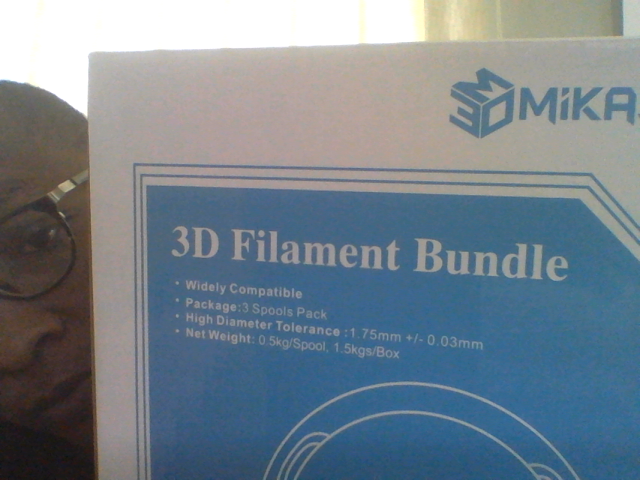 MIKA
3D Filament Bundle
• Widely Compatible
• Package:3 Spools Pack
• High Diameter Tolerance :1.75mm +/- 0.03mm
• Net Weight: 0.5kg/Spool, 1.5kgs/Box